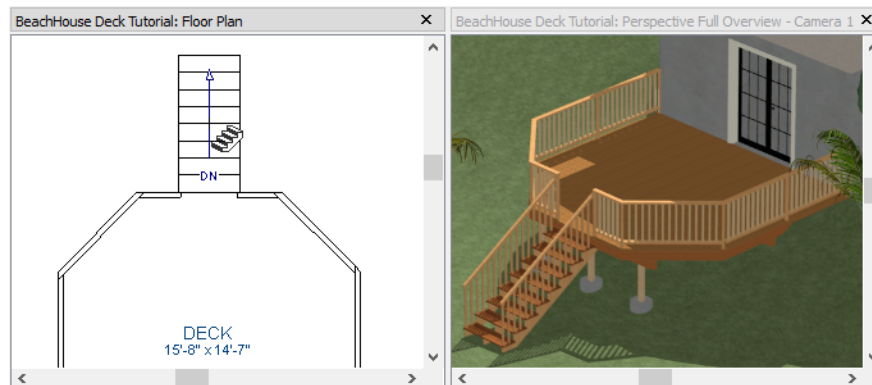 BeachHouse Deck Tutorial: Floor Plan
BeachHouse Deck Tutorial: Perspective Full Overview - Camera 1
DN
DECK
15'-8" x 14'-7"